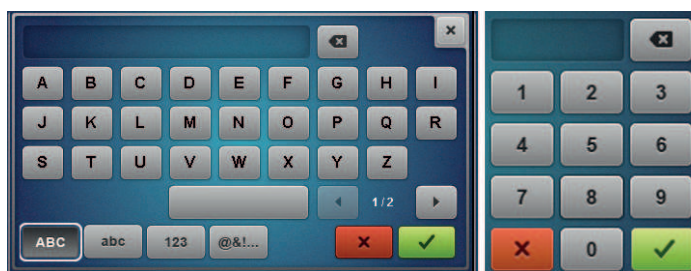 A B C D E F G H I
J K L M N O P Q R
S T U V W X Y Z
1/2
ABC abc 123 @&!...
1 2 3
4 5 6
7 8 9
0